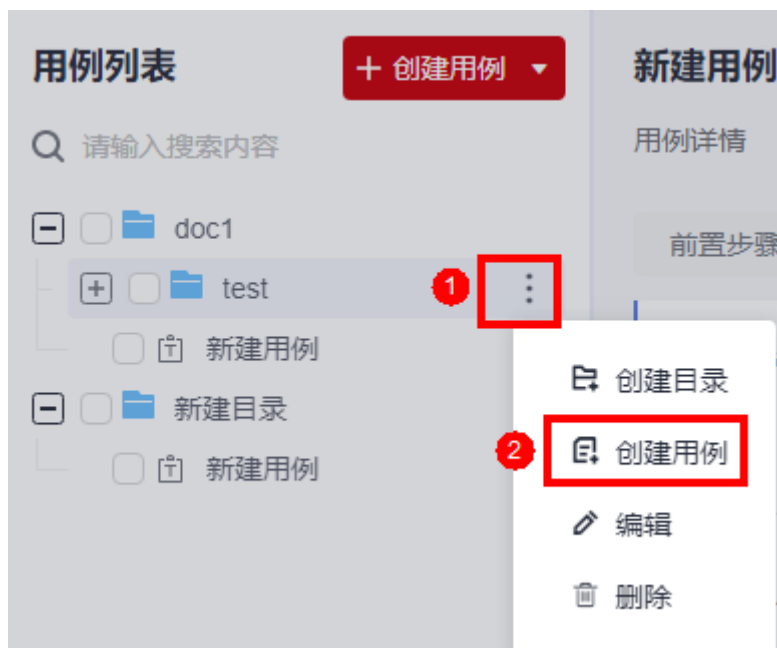 用例列表
创建用例
新建用例
请输入搜索内容
用例详情
doc1
前置步骤
test
1
新建用例
创建目录
新建目录
2
创建用例
新建用例
编辑
删除